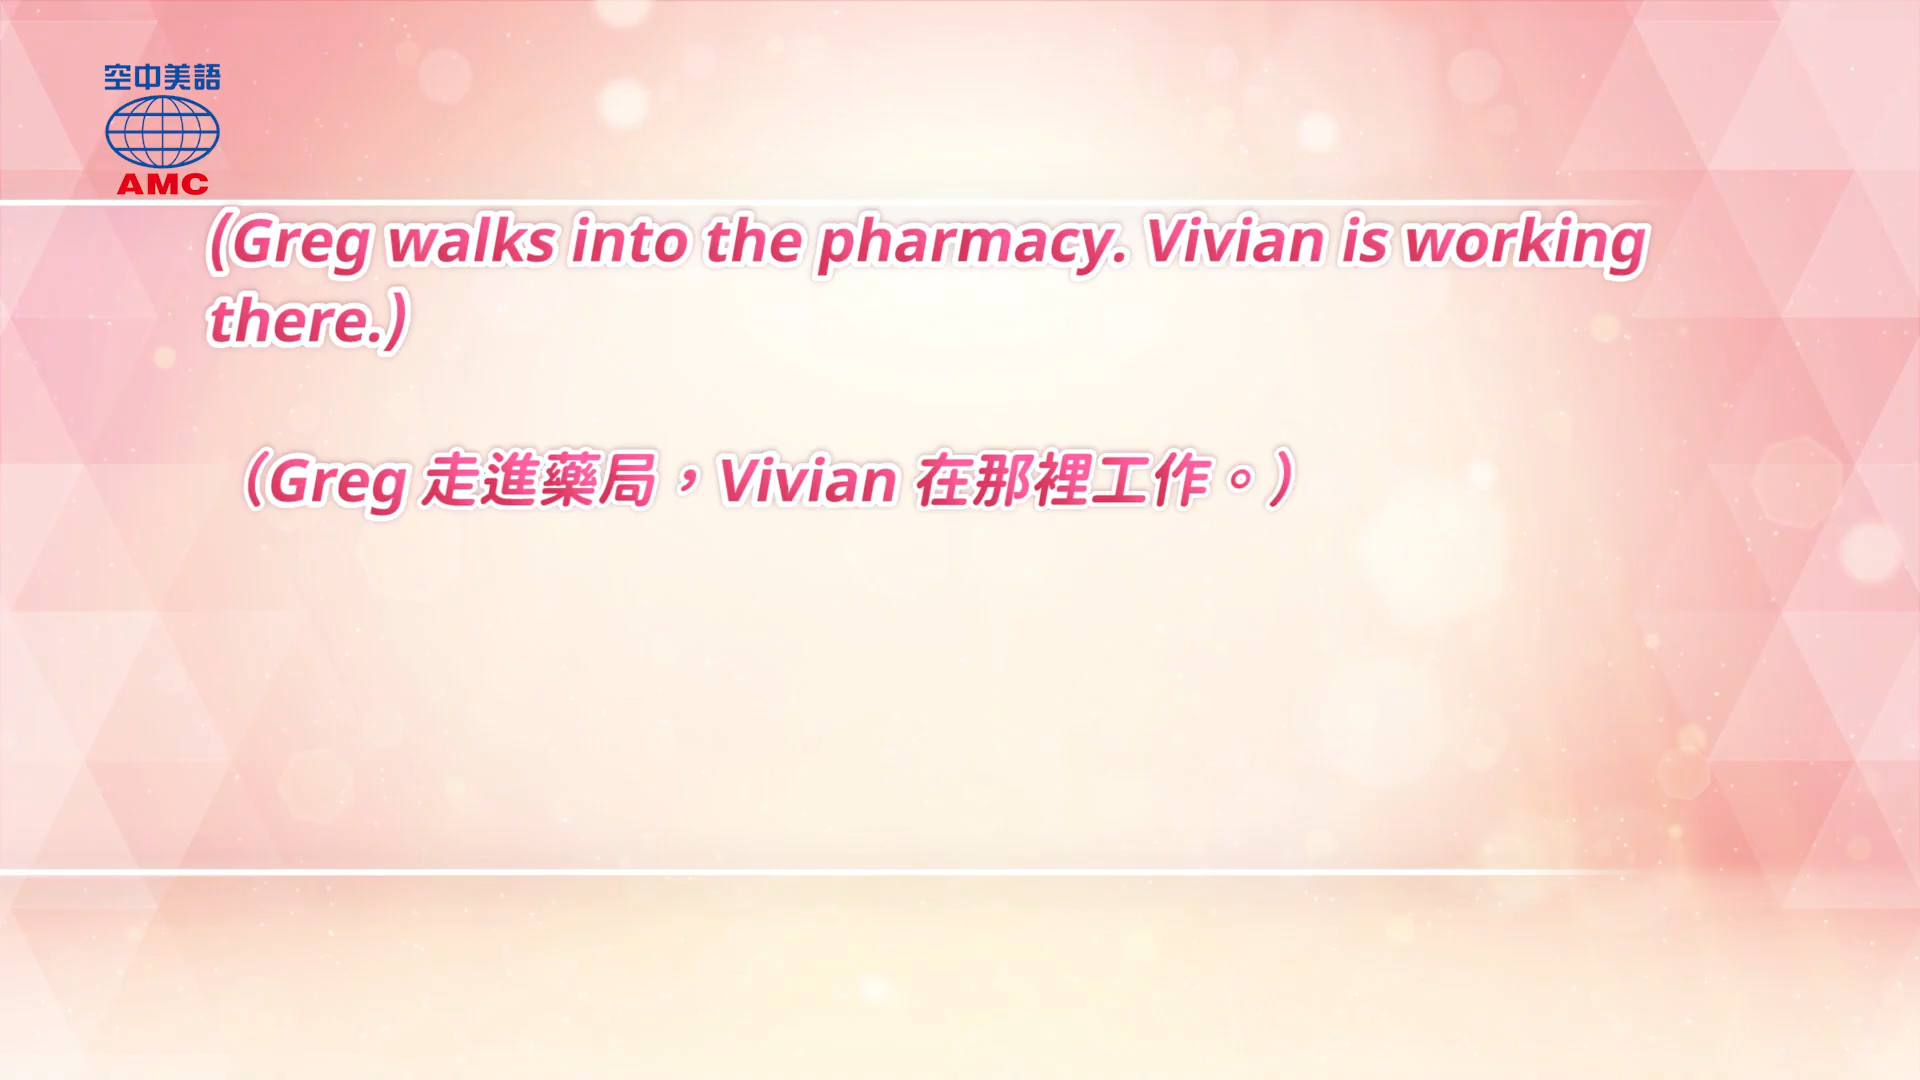 空中美語
AMC
(Greg walks into the pharmacy. Vivian is working
there.)
（Greg 走進藥局，Vivian 在那裡工作。）